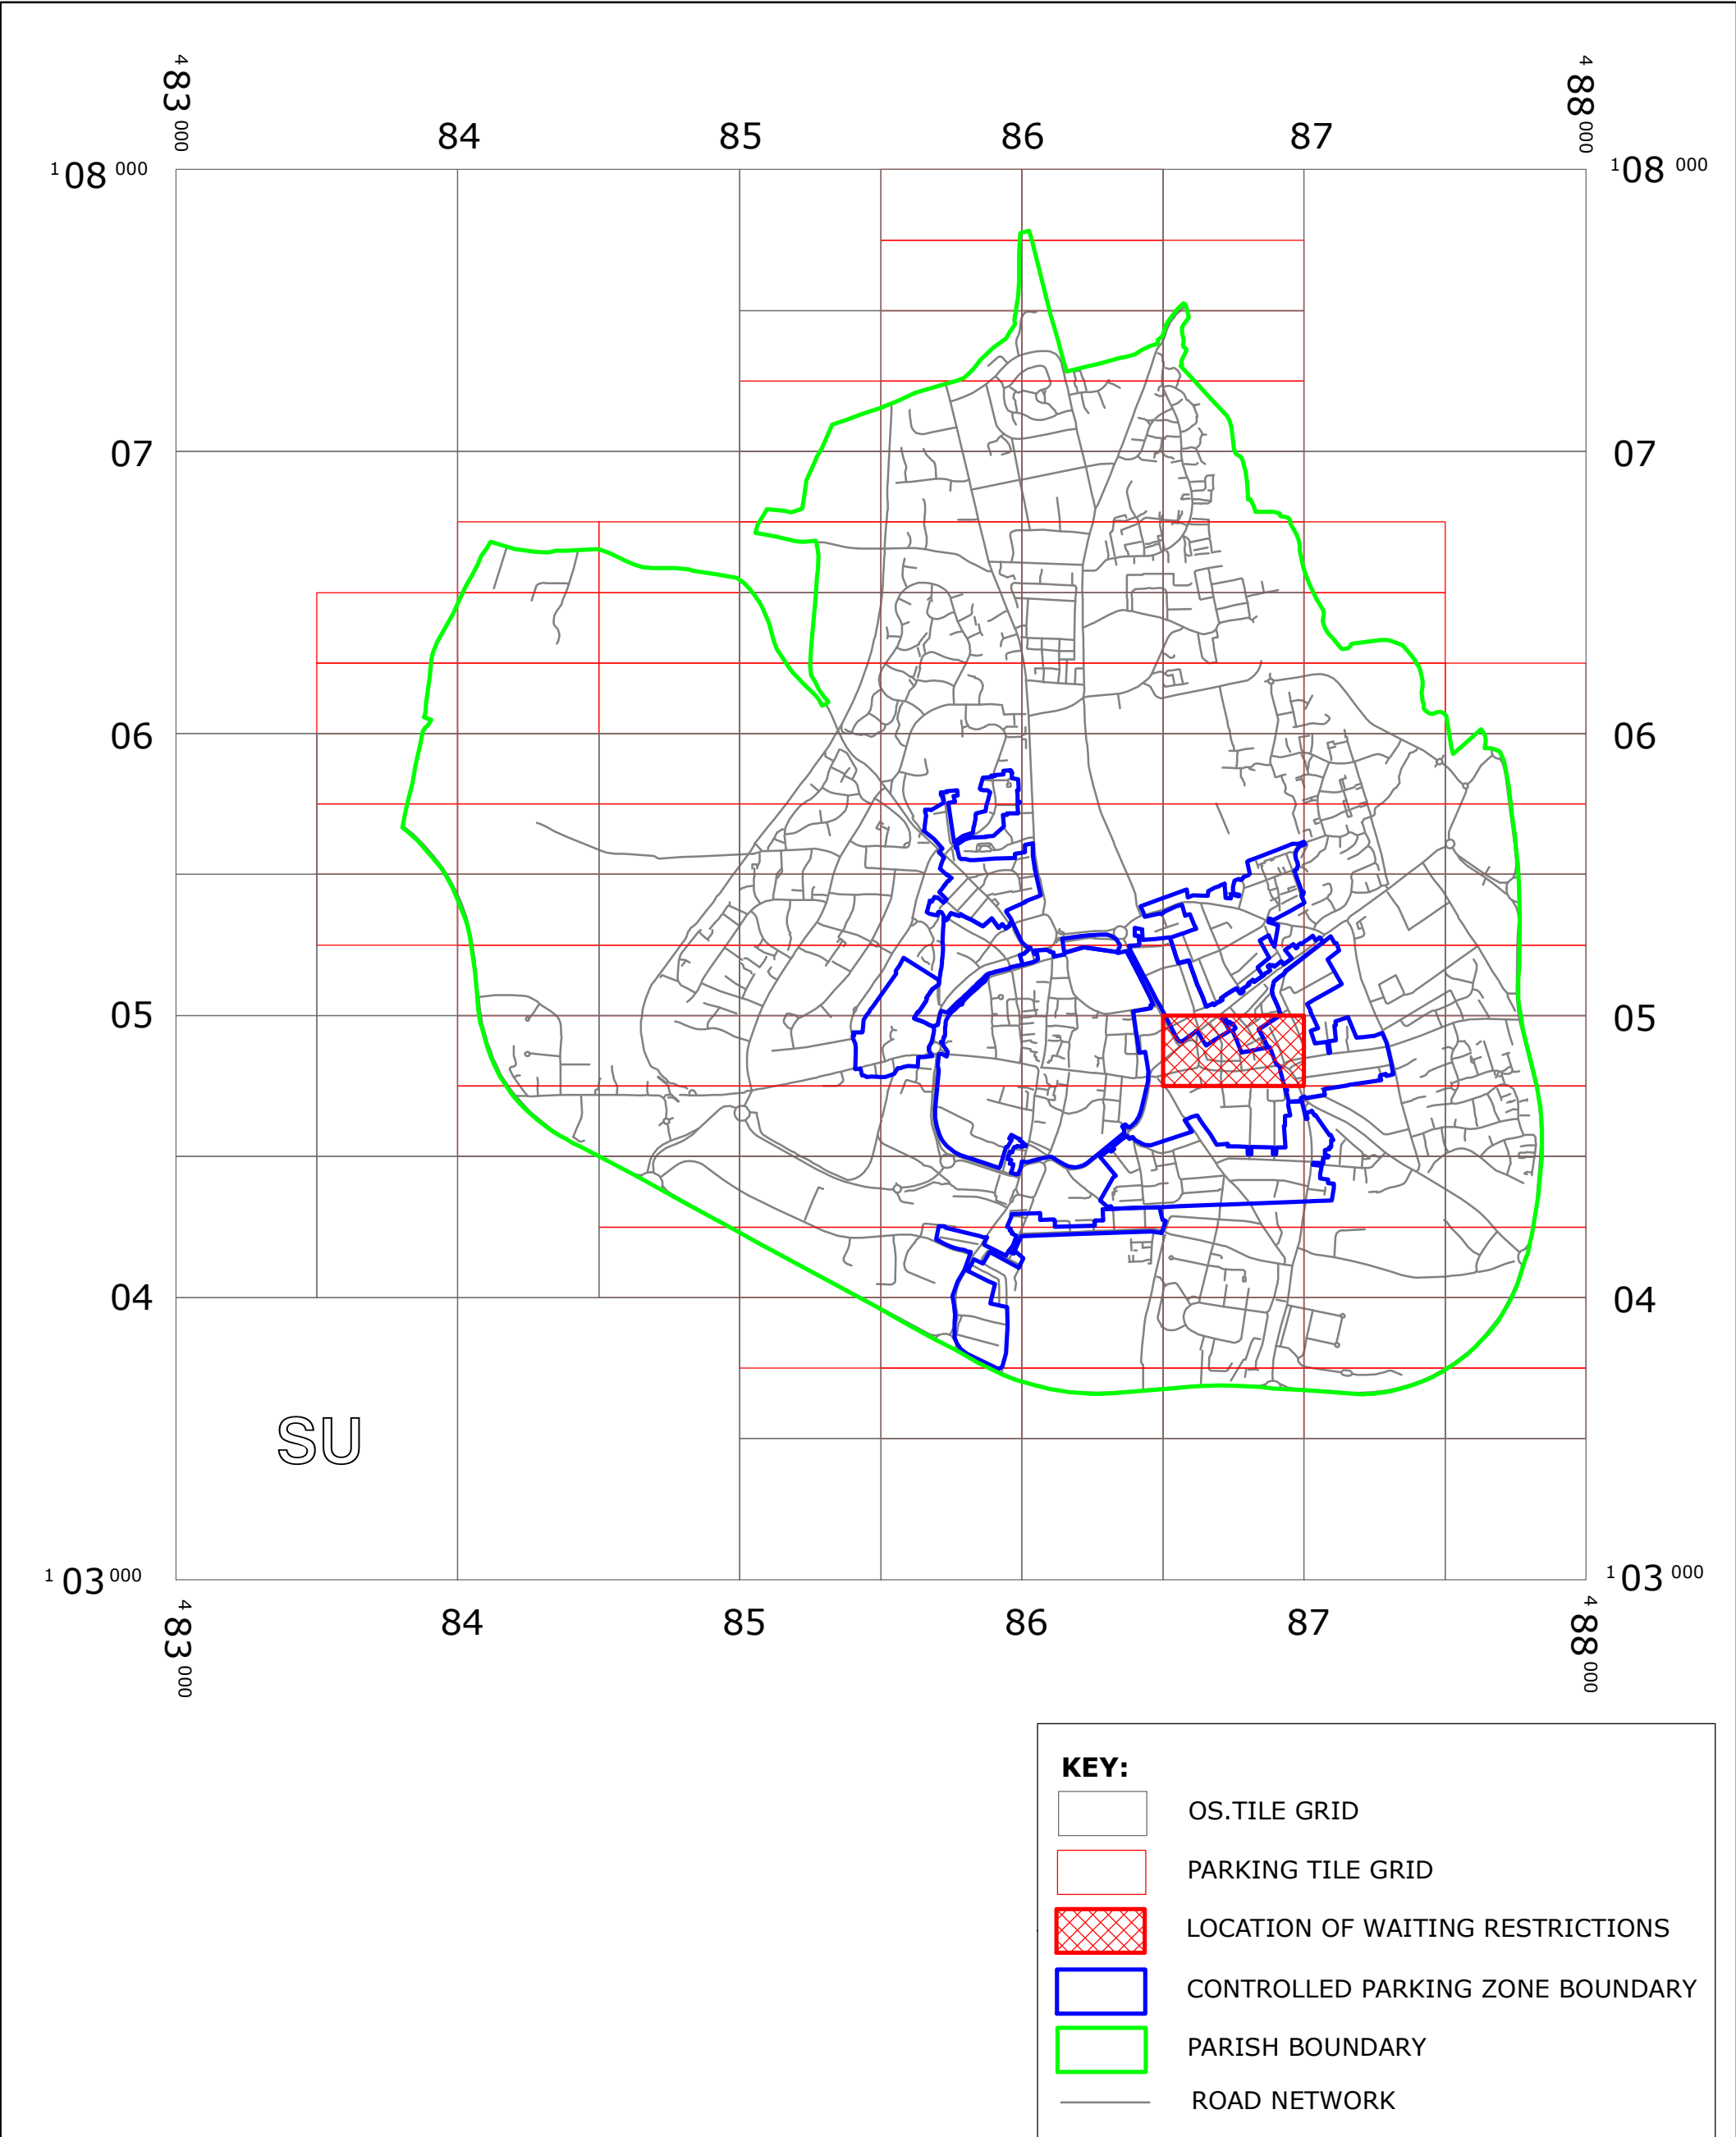 4 83 000
4 88 000
84 85 86 87
1 08 000
1 08 000
07 07
06 06
05 05
04 04
SU
1 03 000
1 03 000
84 85 86 87
4 83 000
4 88 000
KEY:
OS.TILE GRID
PARKING TILE GRID
LOCATION OF WAITING RESTRICTIONS
CONTROLLED PARKING ZONE BOUNDARY
PARISH BOUNDARY
ROAD NETWORK